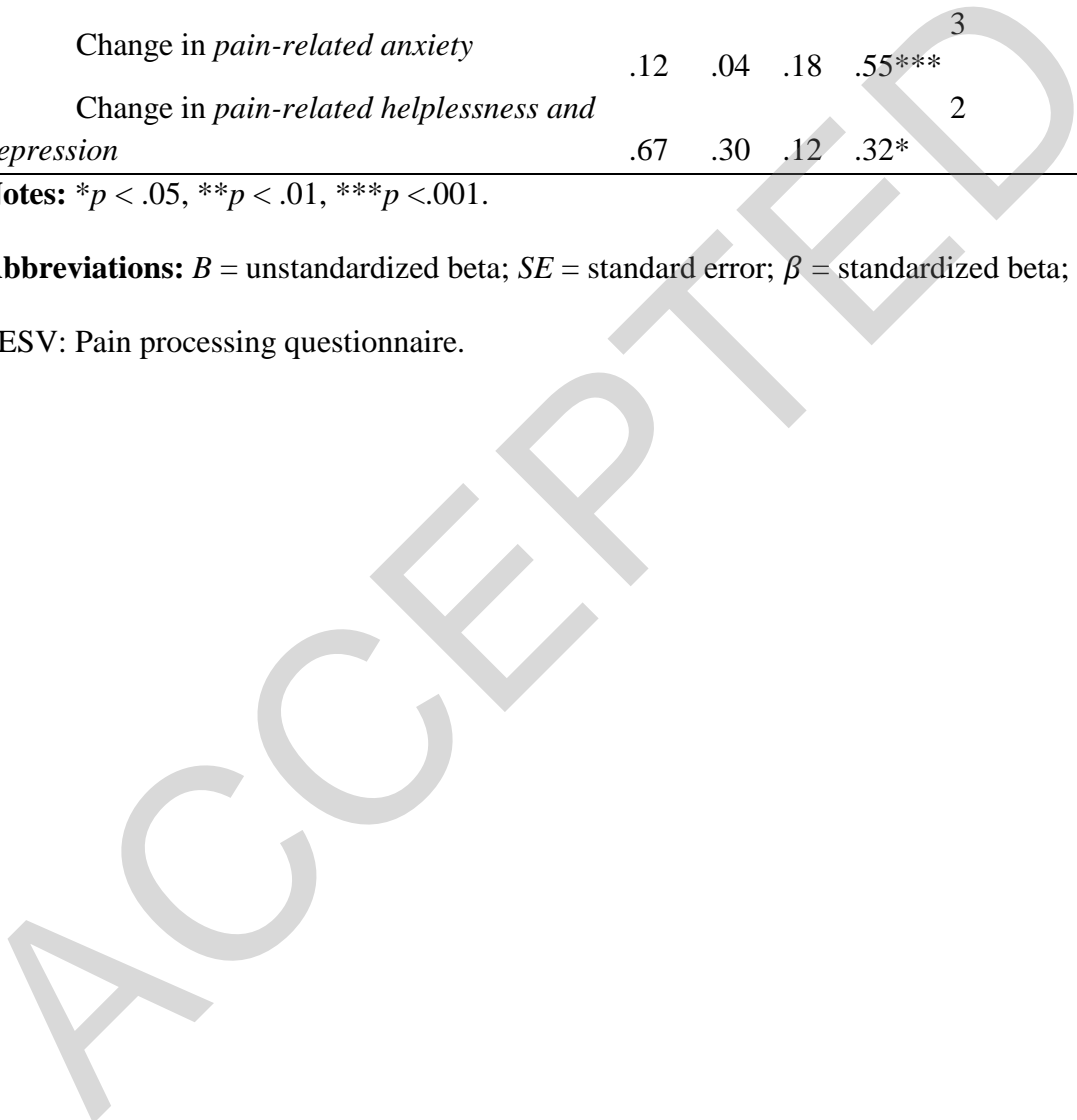 3
Change in pain-related anxiety
.12 .04 .18 .55***
Change in pain-related helplessness and 2
epression .67 .30 .12 .32*
otes: *p < .05, **p < .01, ***p <.001.
bbreviations: B = unstandardized beta; SE = standard error; β = standardized beta;
ESV: Pain processing questionnaire.
ACCEPTED